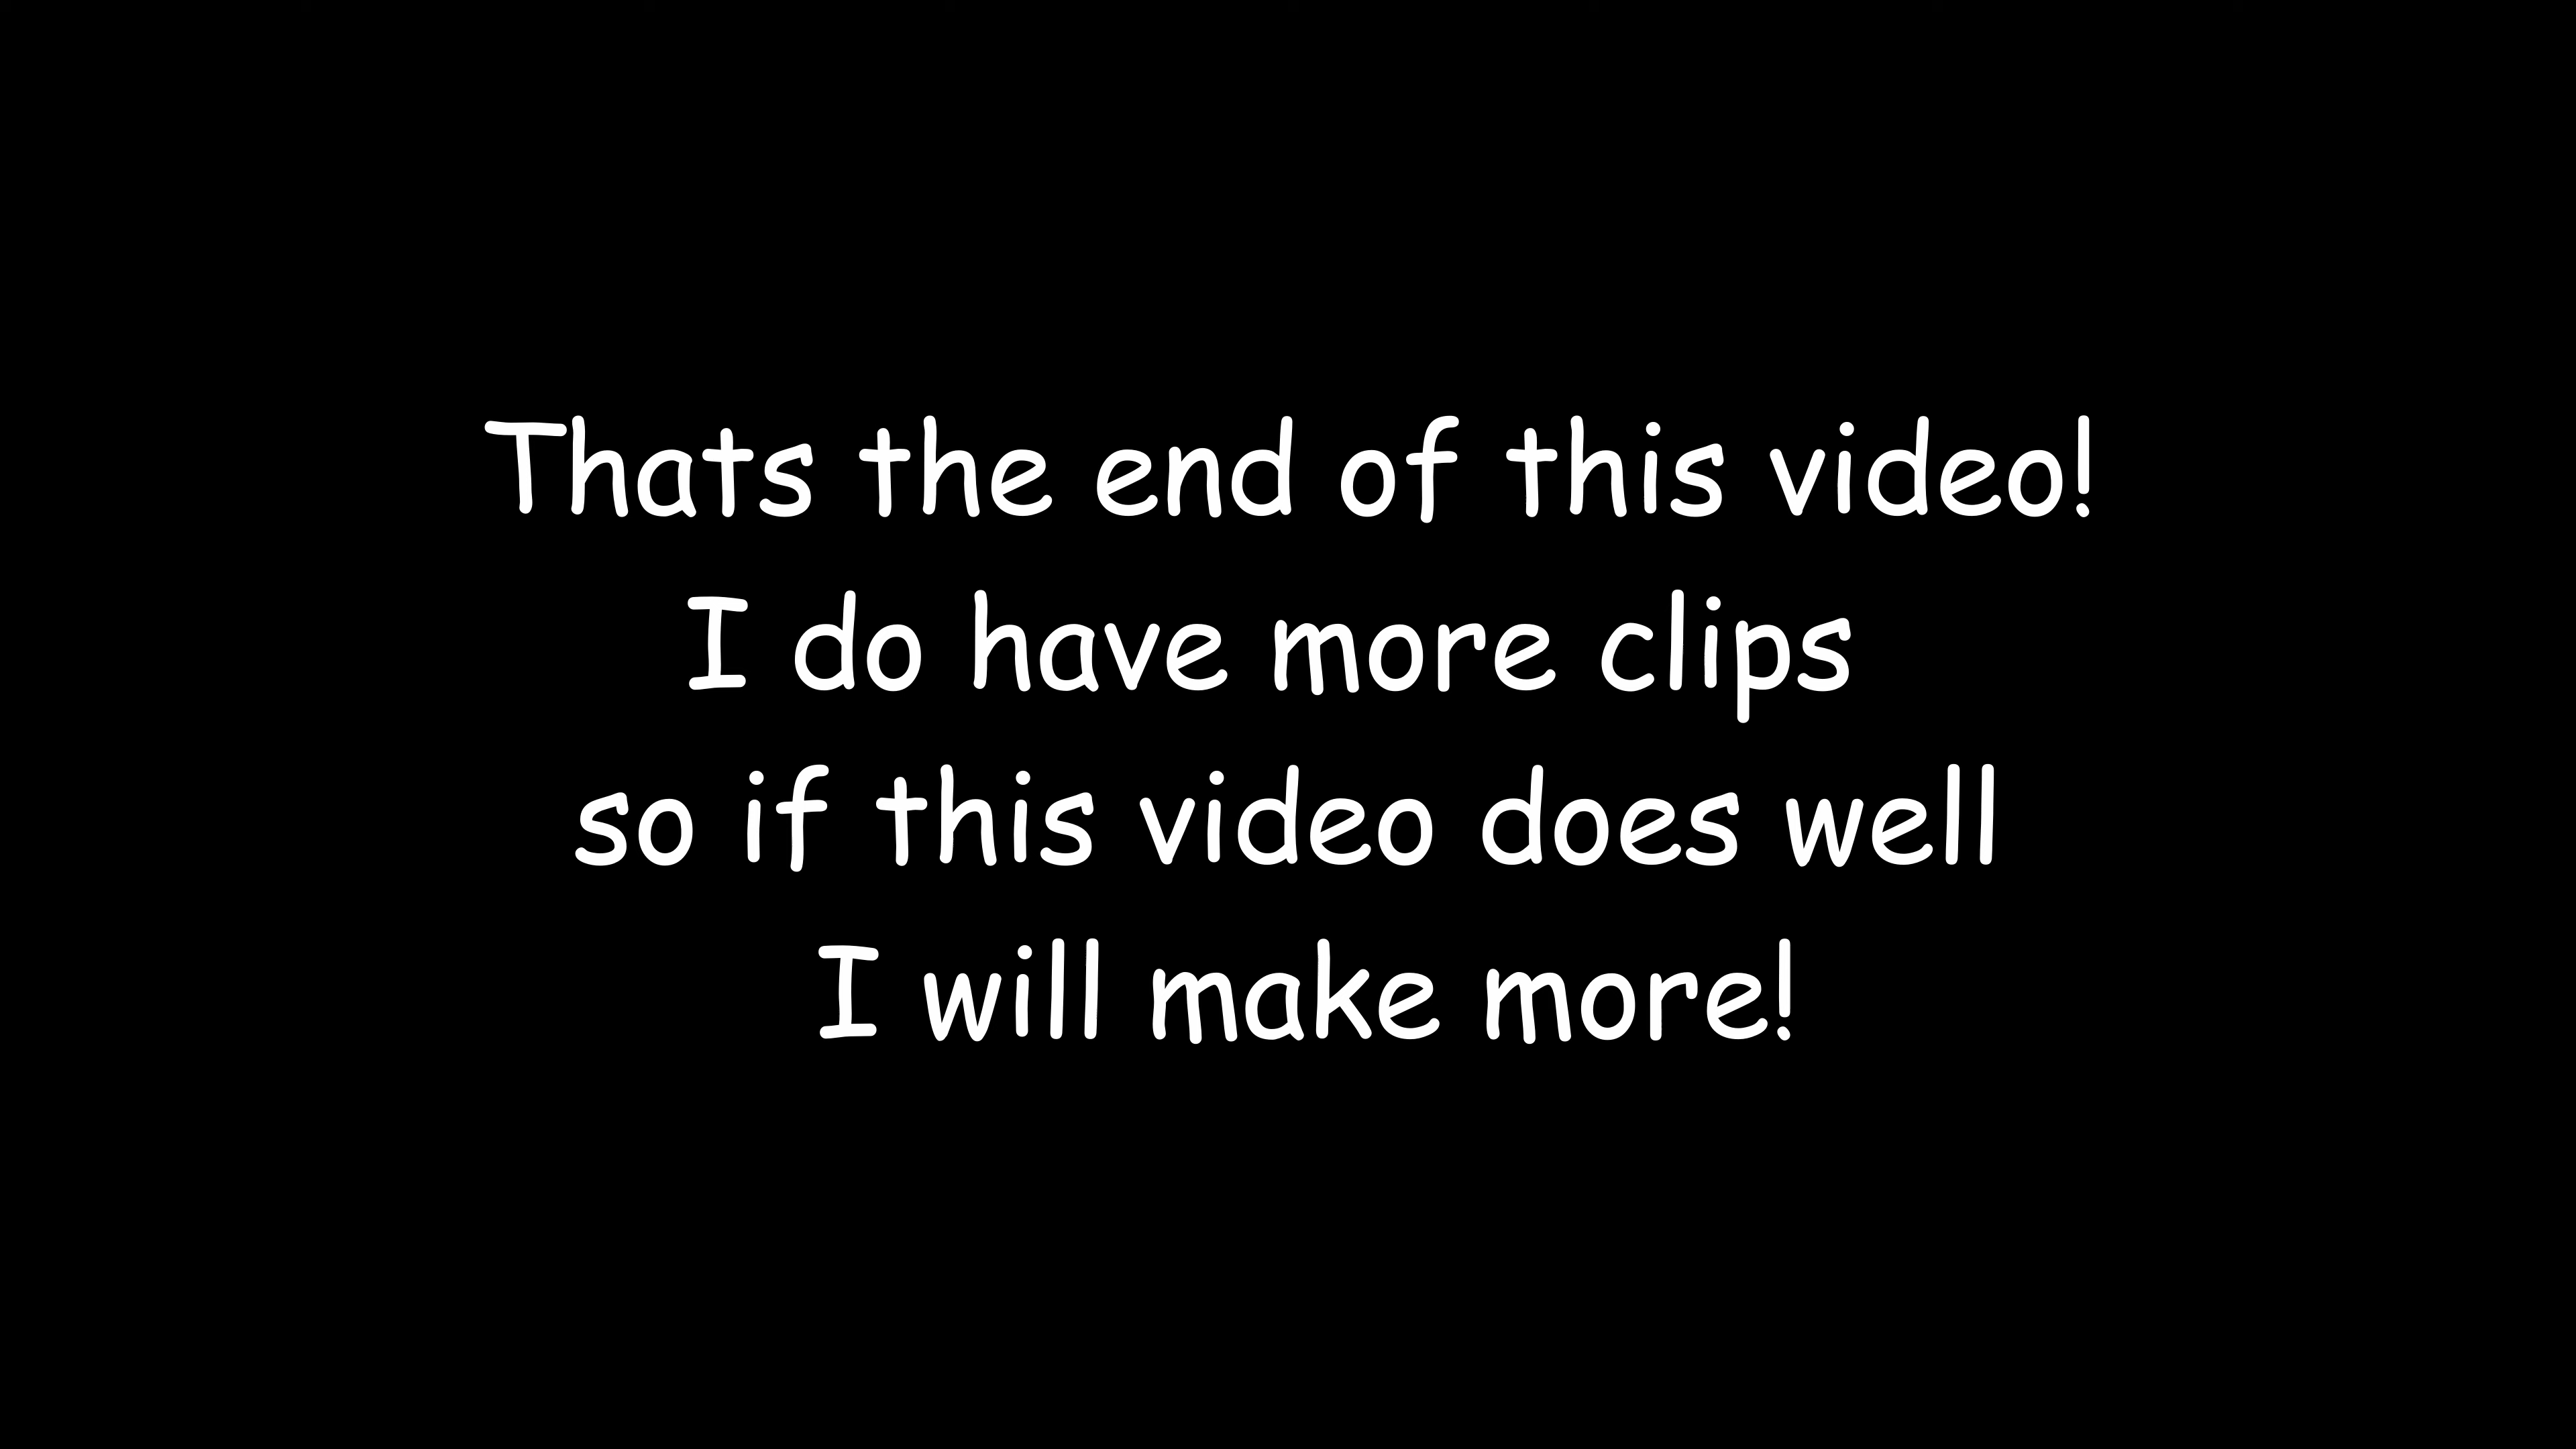 Thats the end of this video!
I do have more clips
so if this video does well
I will make more!